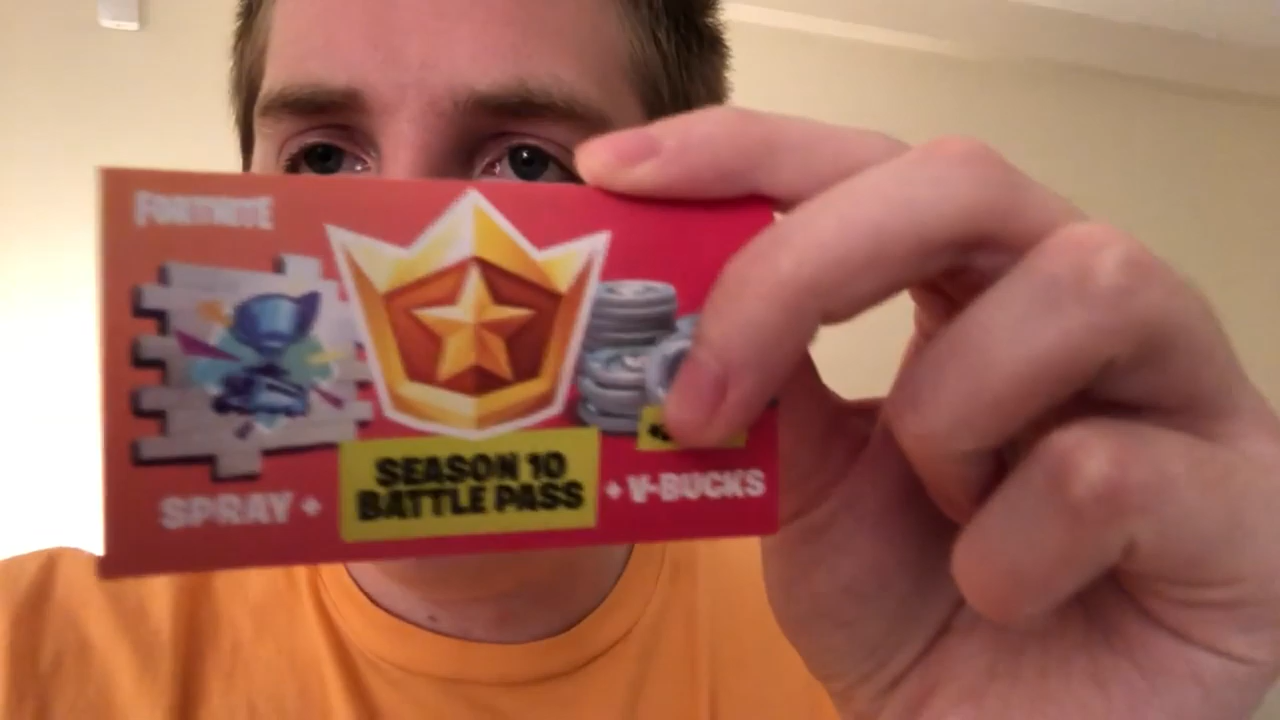 FORTNITE
SPRAY +
SEASON 10
BATTLE PASS
+ V-BUCKS